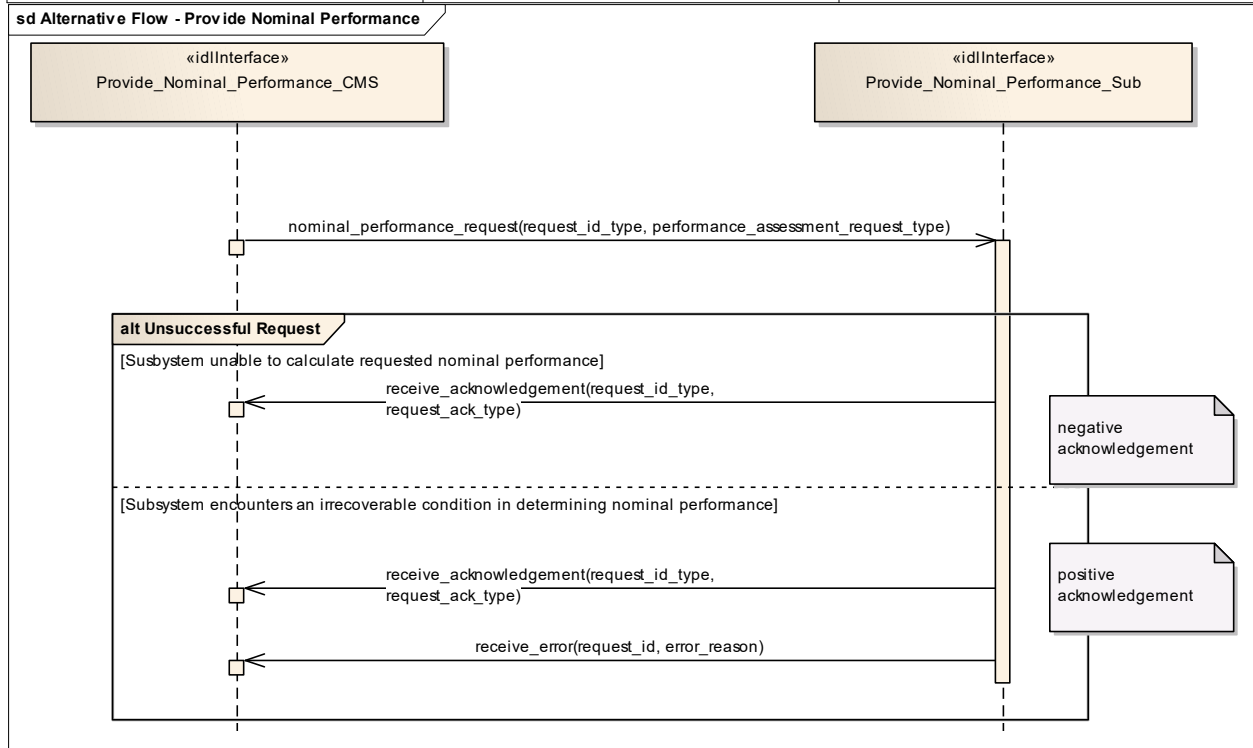 sd Alternative Flow - Provide Nominal Performance
«idlInterface»
Provide_Nominal_Performance_CMS
«idlInterface»
Provide_Nominal_Performance_Sub
nominal_performance_request(request_id_type, performance_assessment_request_type)
alt Unsuccessful Request
[Susbystem unable to calculate requested nominal performance]
receive_acknowledgement(request_id_type,
request_ack_type)
negative
acknowledgement
[Subsystem encounters an irrecoverable condition in determining nominal performance]
receive_acknowledgement(request_id_type,
request_ack_type)
positive
acknowledgement
receive_error(request_id, error_reason)